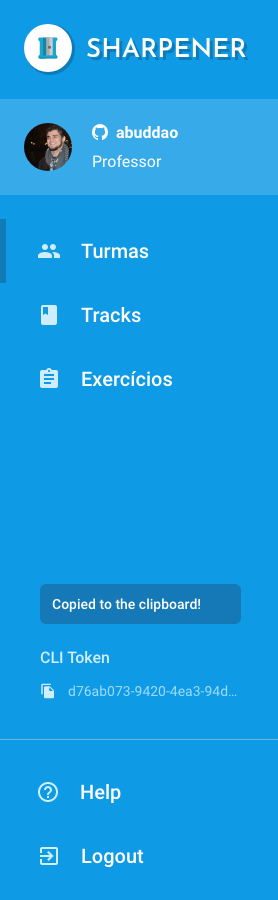 SHARPENER
abuddao
Professor
Turmas
Tracks
Exercícios
Copied to the clipboard!
CLI Token
d76ab073-9420-4ea3-94d...
Help
Logout